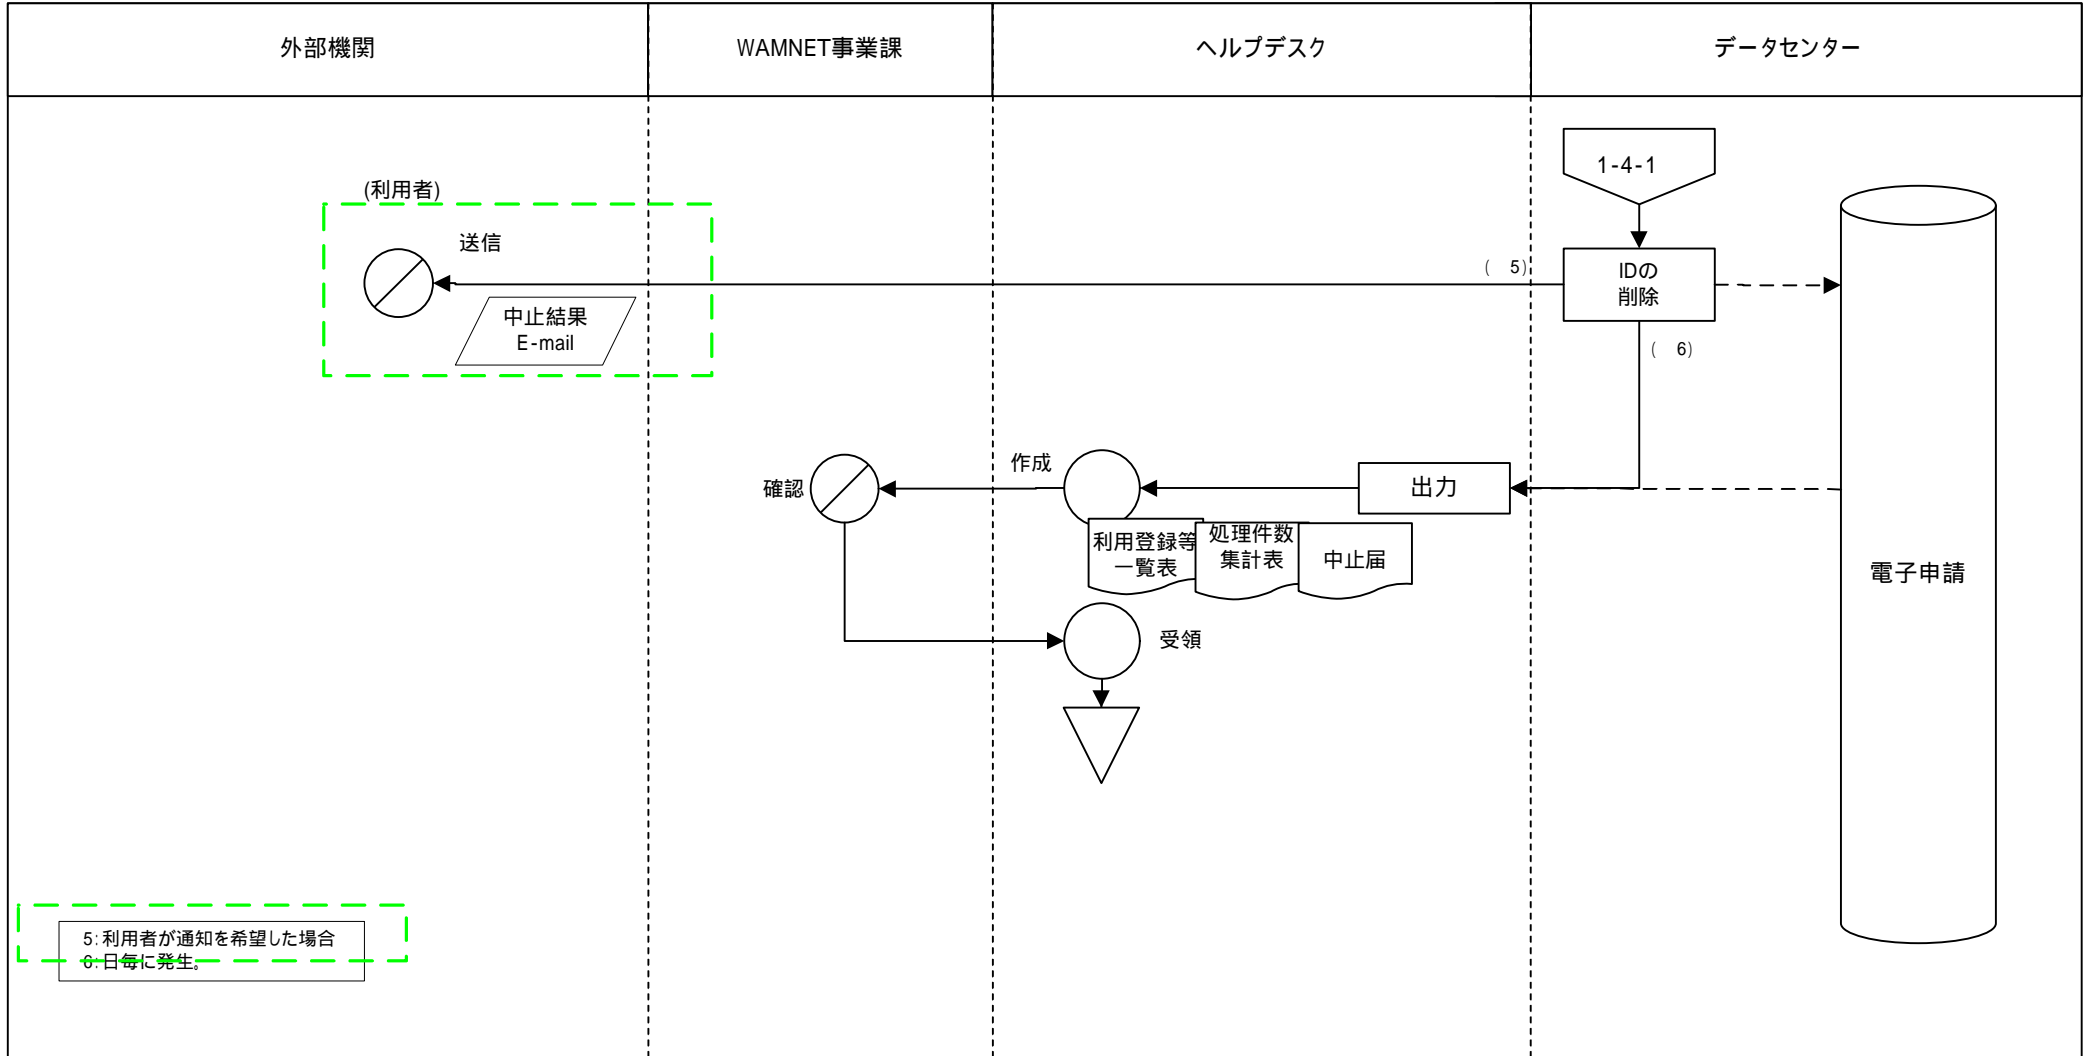 外部機関
WAMNET事業課
ヘルプデスク
データセンター
1-4-1
(利用者)
送信
( 5)
IDの
削除
中止結果
E-mail
( 6)
作成
確認
出力
利用登録等
一覧表
処理件数
集計表
中止届
電子申請
受領
5:利用者が通知を希望した場合
6:日毎に発生。